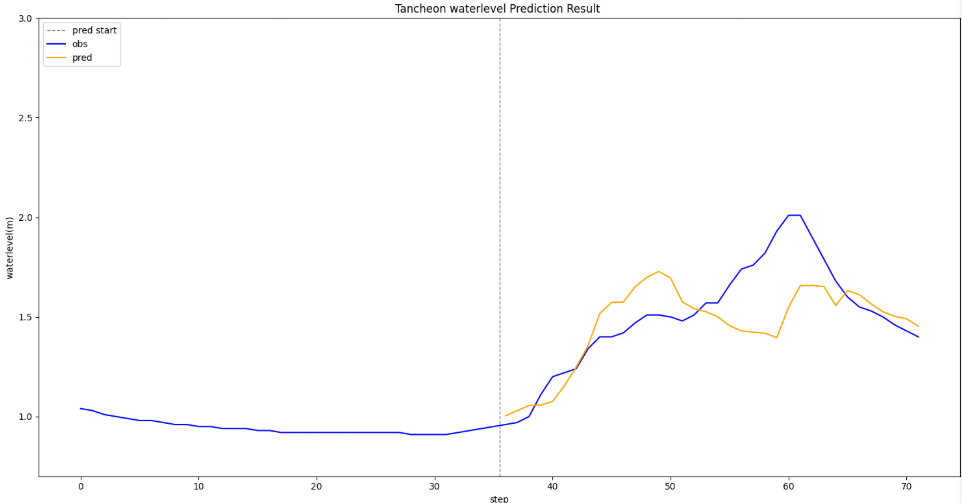 Tancheon waterlevel Prediction Result
pred start
obs
pred
waterlevel(m)
3.0
2.5
2.0
1.5
1.0
0
10
20
30
40
50
60
70
step